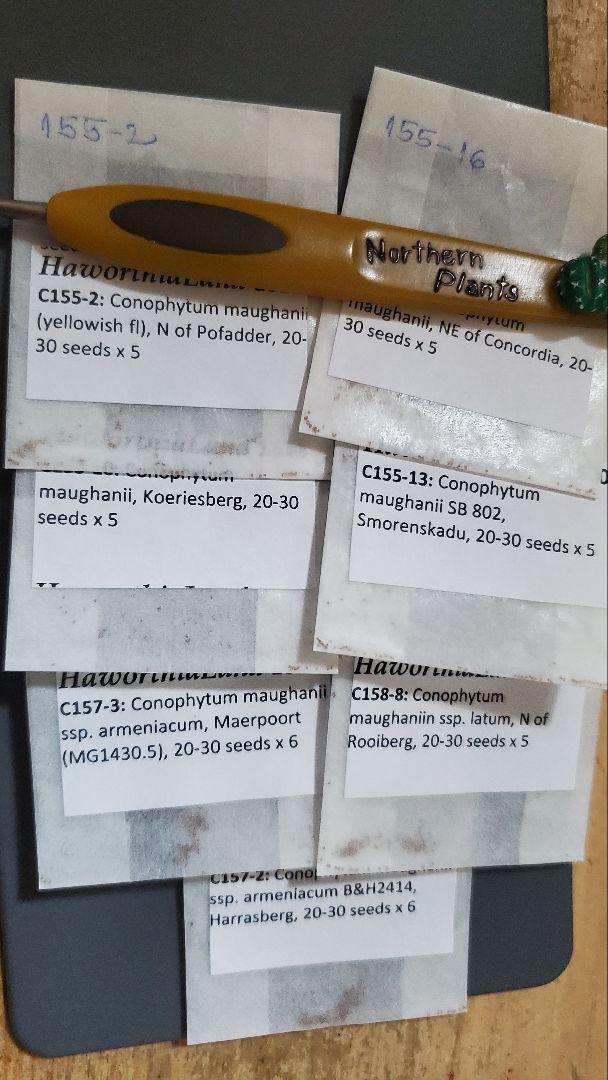 155-2
155-16
Northern
Plants
HaworthiaLand
C155-2: Conophytum maughanii
(yellowish fl), N of Pofadder, 20-
30 seeds x 5
maughanii, NE of Concordia, 20-
30 seeds x 5
Conophytum
maughanii, Koeriesberg, 20-30
seeds x 5
C155-13: Conophytum
maughanii SB 802,
Smorenskadu, 20-30 seeds x 5
HaworthiaLand
C157-3: Conophytum maughanii
ssp. armeniacum, Maerpoort
(MG1430.5), 20-30 seeds x 6
C158-8: Conophytum
maughaniin ssp. latum, N of
Rooiberg, 20-30 seeds x 5
C157-2:
ssp. armeniacum B&H2414,
Harrasberg, 20-30 seeds x 6